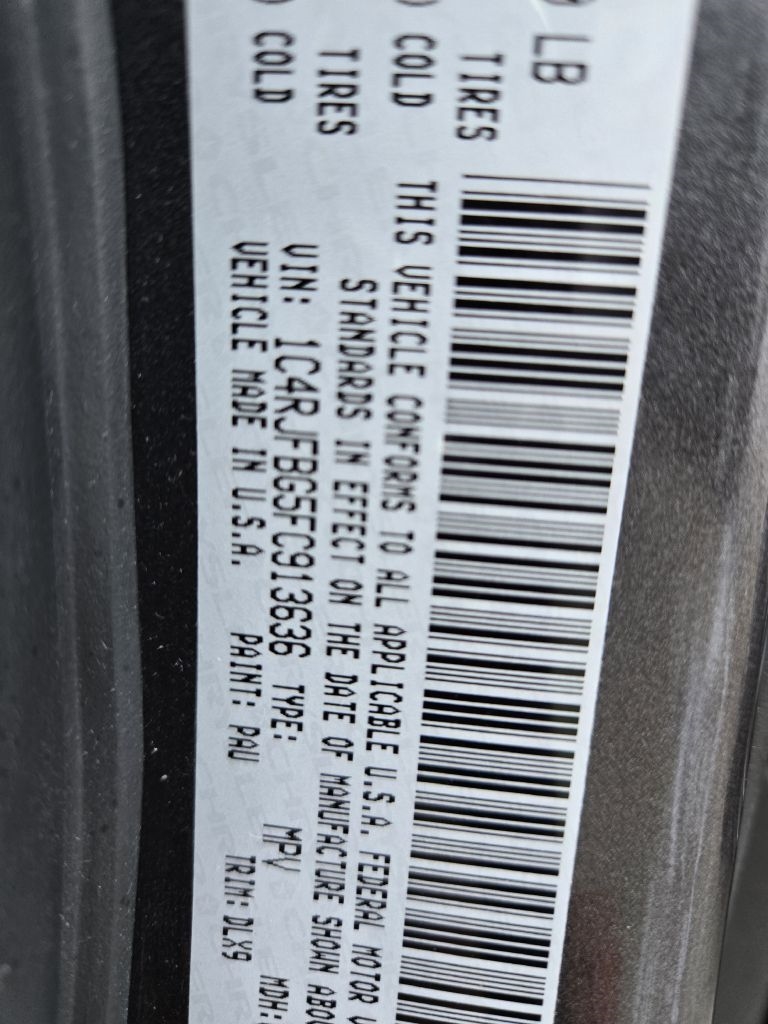 LB
TIRES
COLD
TIRES
COLD
THIS VEHICLE CONFORMS TO ALL APPLICABLE U.S.A. FEDERAL MOTOR V
STANDARDS IN EFFECT ON THE DATE OF MANUFACTURE SHOWN ABO
VIN: 1C4RJFBG5FC913636 TYPE: MPV MDH:
VEHICLE MADE IN U.S.A. PAINT: PAU TRIM: DLX9